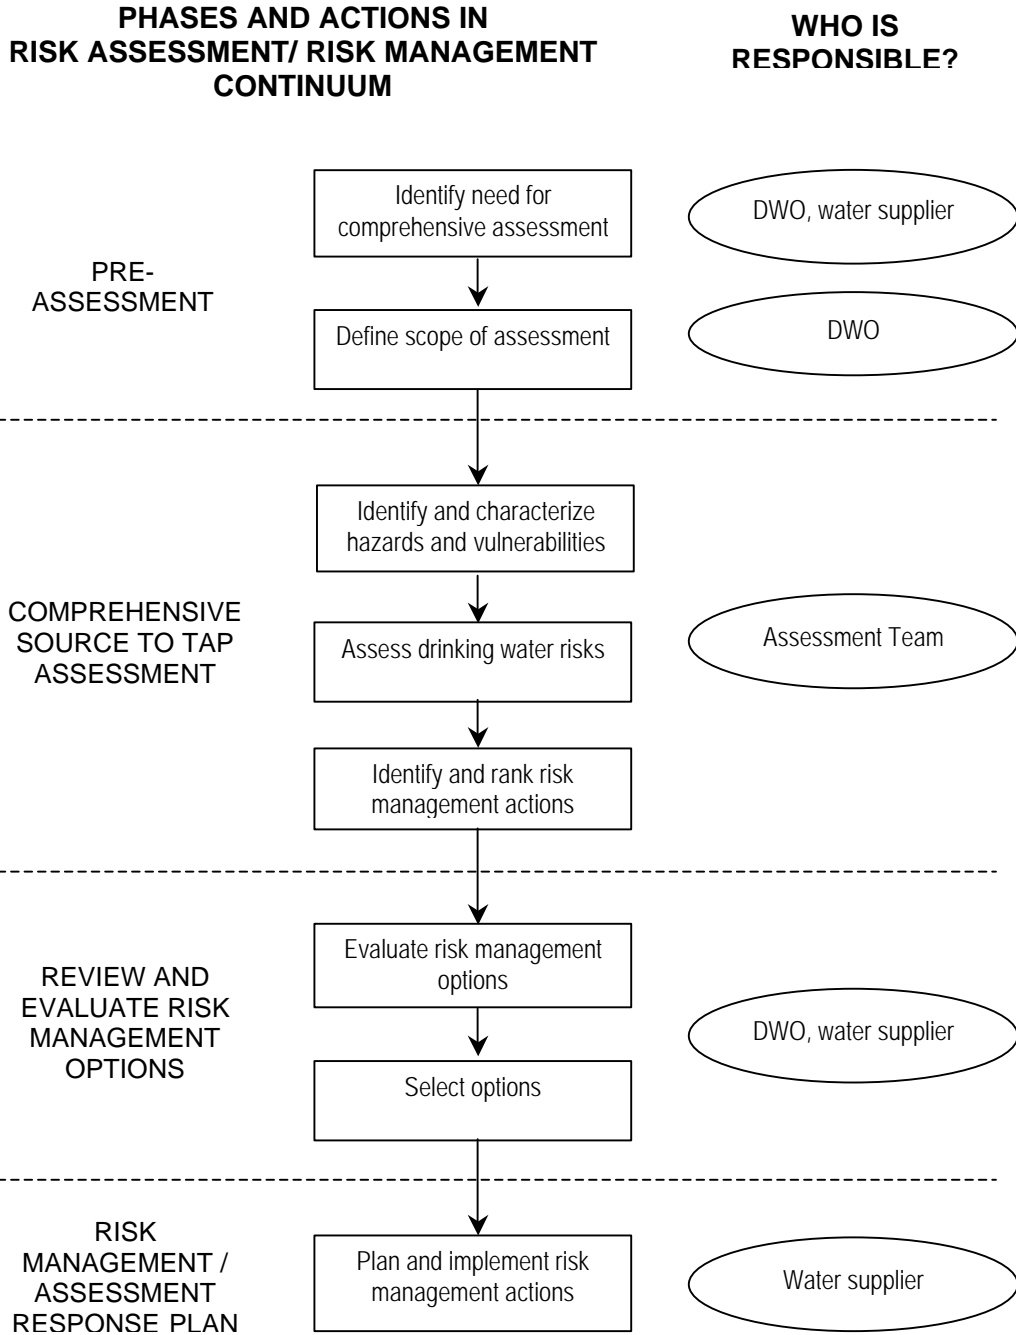 PHASES AND ACTIONS IN
RISK ASSESSMENT/ RISK MANAGEMENT
CONTINUUM
WHO IS
RESPONSIBLE?
PRE-
ASSESSMENT
Identify need for
comprehensive assessment
DWO, water supplier
Define scope of assessment
DWO
COMPREHENSIVE
SOURCE TO TAP
ASSESSMENT
Identify and characterize
hazards and vulnerabilities
Assess drinking water risks
Identify and rank risk
management actions
Assessment Team
REVIEW AND
EVALUATE RISK
MANAGEMENT
OPTIONS
Evaluate risk management
options
Select options
DWO, water supplier
RISK
MANAGEMENT /
ASSESSMENT
RESPONSE PLAN
Plan and implement risk
management actions
Water supplier